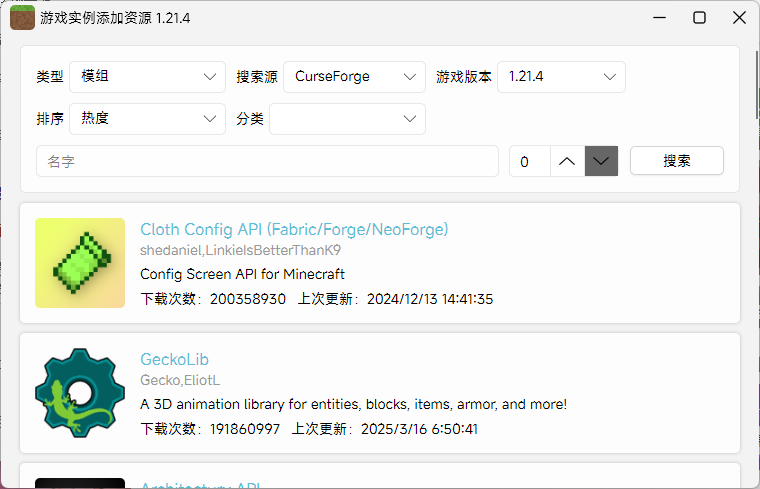 游戏实例添加资源 1.21.4
类型 模组 搜索源 CurseForge 游戏版本 1.21.4
排序 热度 分类
名字 0 搜索
Cloth Config API (Fabric/Forge/NeoForge)
shedaniel,LinkieIsBetterThanK9
Config Screen API for Minecraft
下载次数：200358930 上次更新：2024/12/13 14:41:35
GeckoLib
Gecko,EliotL
A 3D animation library for entities, blocks, items, armor, and more!
下载次数：191860997 上次更新：2025/3/16 6:50:41
Architectury API